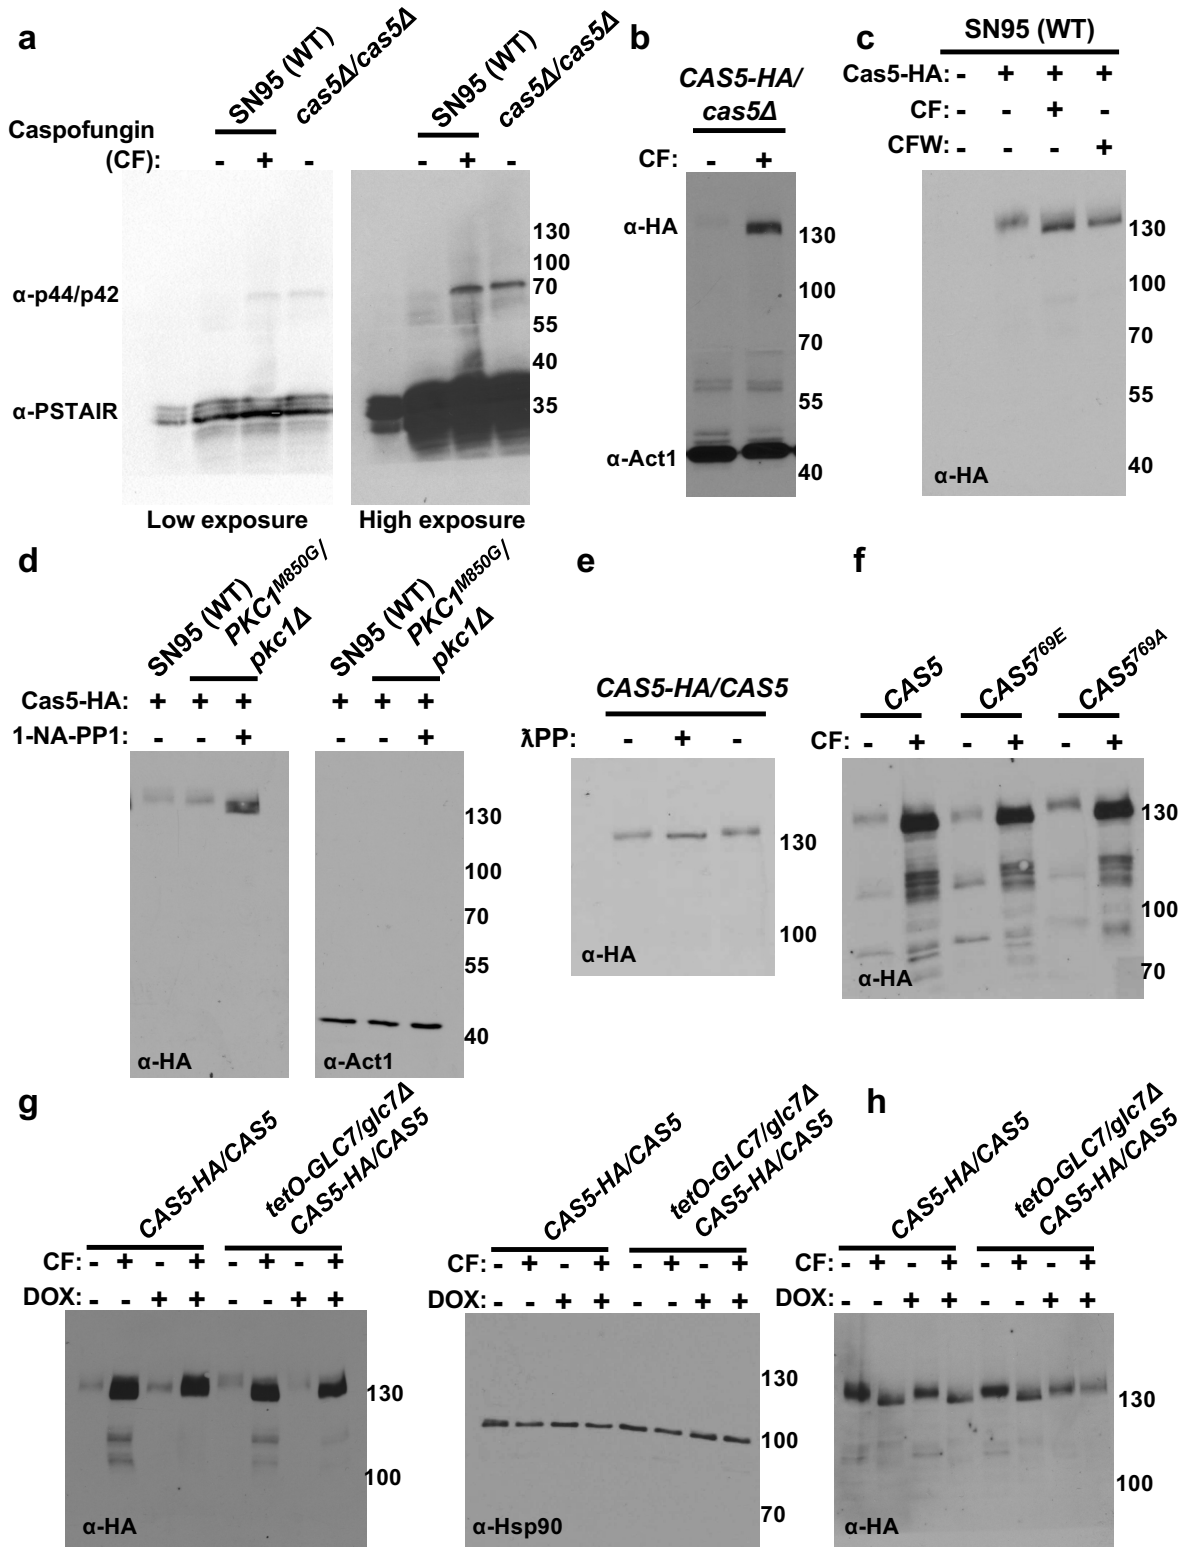 a
SN95 (WT)
cas5Δ/cas5Δ
SN95 (WT)
cas5Δ/cas5Δ
Caspofungin
(CF): - + - - + -
130
100
70
55
40
35
α-p44/p42
α-PSTAIR
Low exposure
High exposure
b
CAS5-HA/
cas5Δ
CF: - +
α-HA
α-Act1
130
100
70
55
40
c
SN95 (WT)
Cas5-HA: - + + +
CF: - - + -
CFW: - - - +
130
100
70
55
40
α-HA
d
SN95 (WT)
PKC1M850G/
pkc1Δ
SN95 (WT)
PKC1M850G/
pkc1Δ
Cas5-HA: + + + + + +
1-NA-PP1: - - + - - +
130
100
70
55
40
α-HA
α-Act1
e
CAS5-HA/CAS5
λPP: - + -
130
100
α-HA
f
CAS5
CAS5769E
CAS5769A
CF: - + - + - +
130
100
70
α-HA
g
CAS5-HA/CAS5
tetO-GLC7/glc7Δ
CAS5-HA/CAS5
CF: - + - + - + - +
DOX: - - + + - - + +
130
100
α-HA
CAS5-HA/CAS5
tetO-GLC7/glc7Δ
CAS5-HA/CAS5
CF: - + - + - + - +
DOX: - - + + - - + +
130
100
70
α-Hsp90
h
CAS5-HA/CAS5
tetO-GLC7/glc7Δ
CAS5-HA/CAS5
CF: - + - + - + - +
DOX: - - + + - - + +
130
100
α-HA